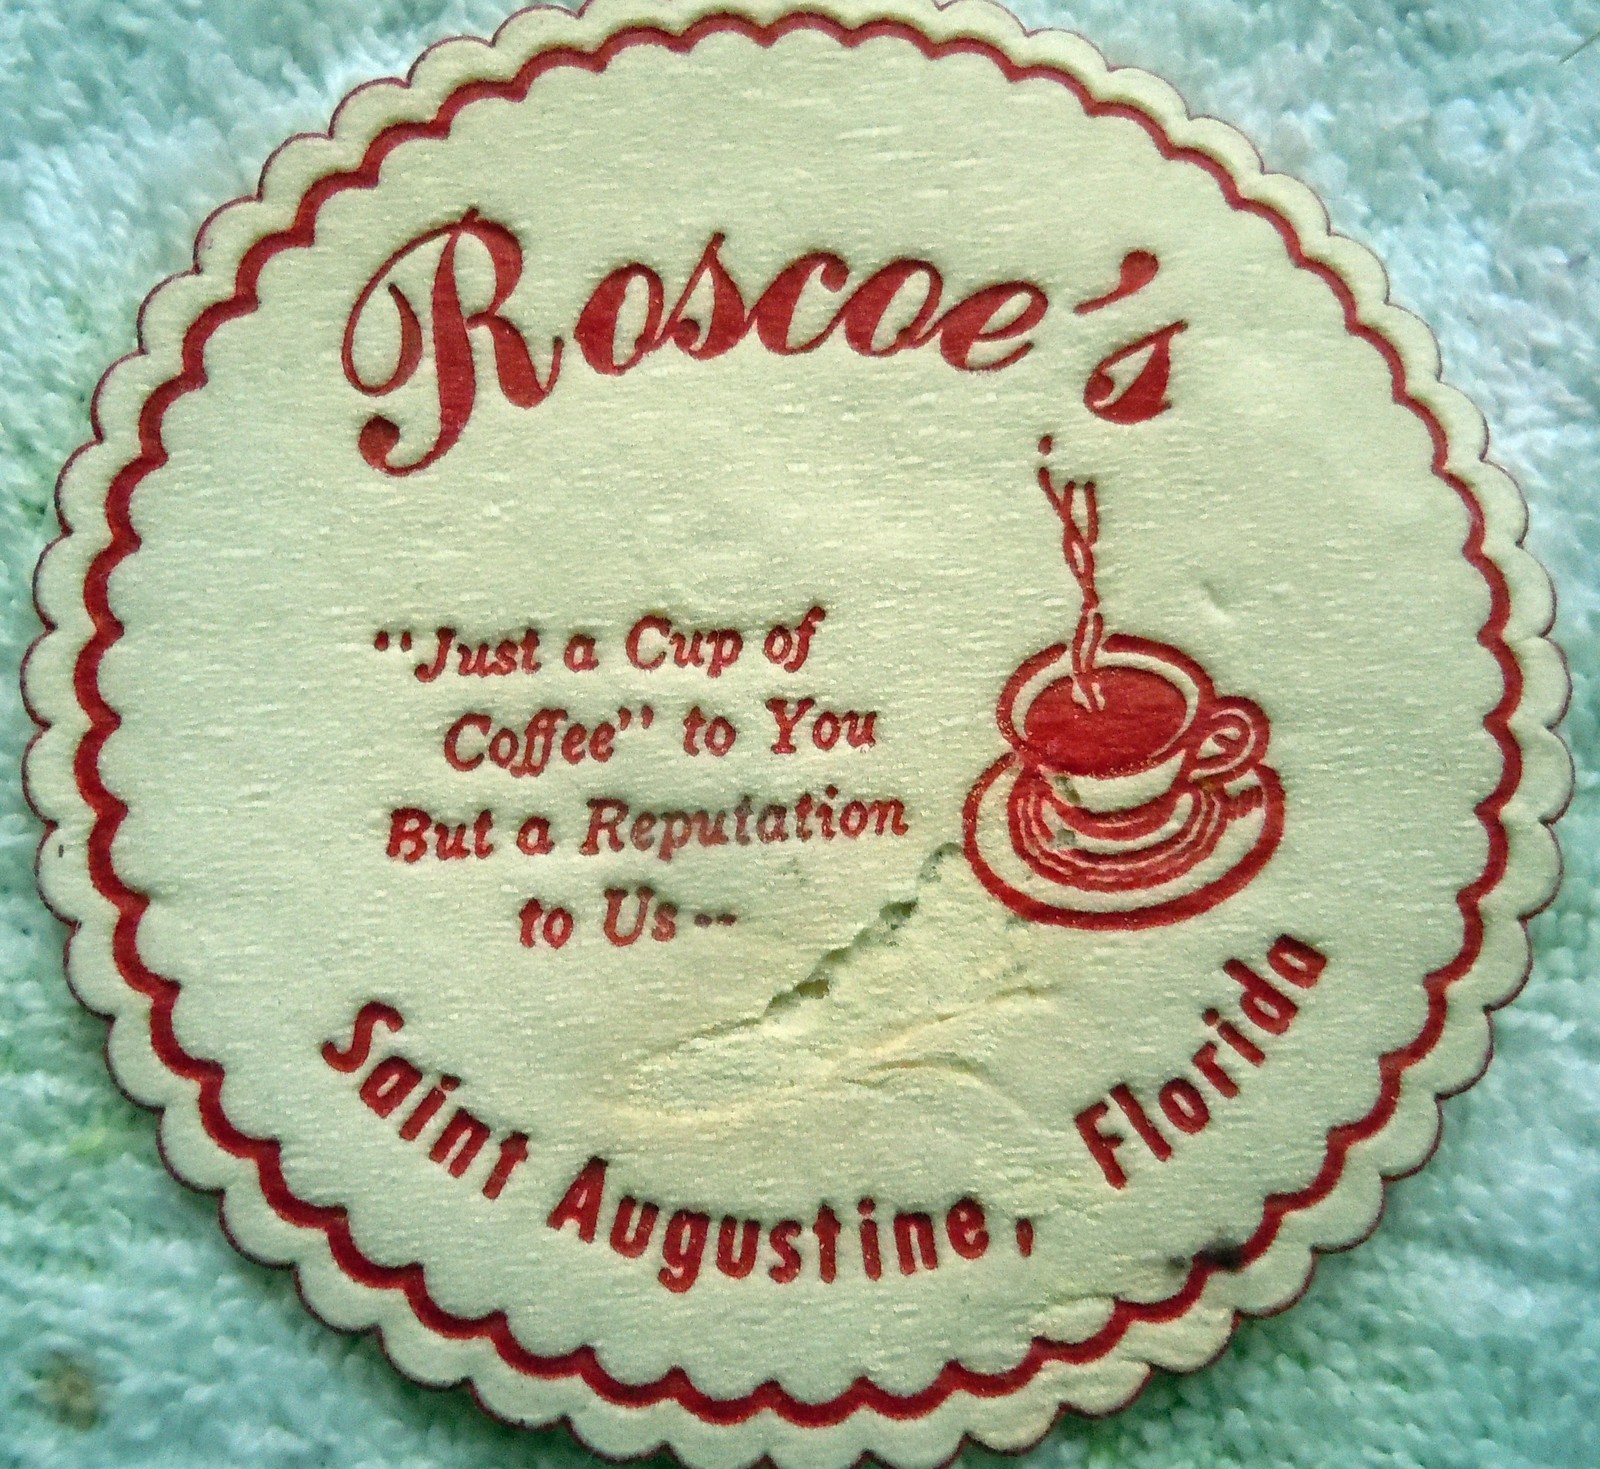 Roscoe's
"Just a Cup of
Coffee" to You
But a Reputation
to Us--
Saint Augustine, Florida